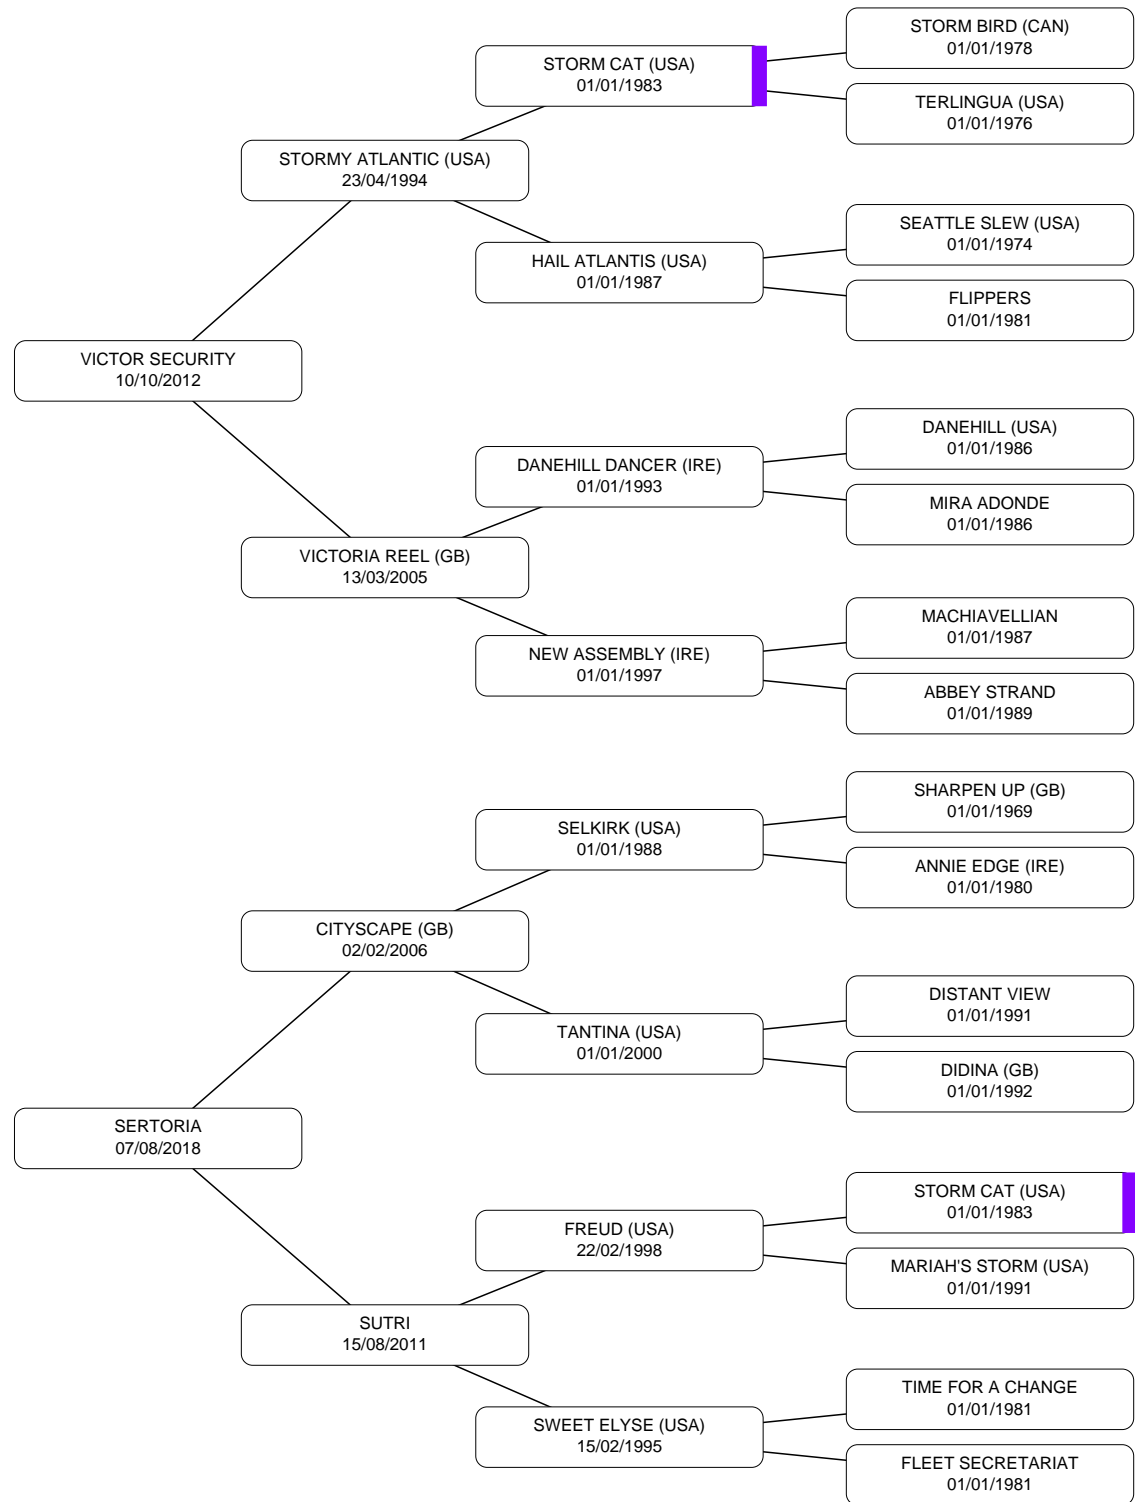 STORM BIRD (CAN)
01/01/1978
STORM CAT (USA)
01/01/1983
TERLINGUA (USA)
01/01/1976
STORMY ATLANTIC (USA)
23/04/1994
SEATTLE SLEW (USA)
01/01/1974
HAIL ATLANTIS (USA)
01/01/1987
FLIPPERS
01/01/1981
VICTOR SECURITY
10/10/2012
DANEHILL (USA)
01/01/1986
DANEHILL DANCER (IRE)
01/01/1993
MIRA ADONDE
01/01/1986
VICTORIA REEL (GB)
13/03/2005
MACHIAVELLIAN
01/01/1987
NEW ASSEMBLY (IRE)
01/01/1997
ABBEY STRAND
01/01/1989
SHARPEN UP (GB)
01/01/1969
SELKIRK (USA)
01/01/1988
ANNIE EDGE (IRE)
01/01/1980
CITYSCAPE (GB)
02/02/2006
DISTANT VIEW
01/01/1991
TANTINA (USA)
01/01/2000
DIDINA (GB)
01/01/1992
SERTORIA
07/08/2018
STORM CAT (USA)
01/01/1983
FREUD (USA)
22/02/1998
MARIAH'S STORM (USA)
01/01/1991
SUTRI
15/08/2011
TIME FOR A CHANGE
01/01/1981
SWEET ELYSE (USA)
15/02/1995
FLEET SECRETARIAT
01/01/1981